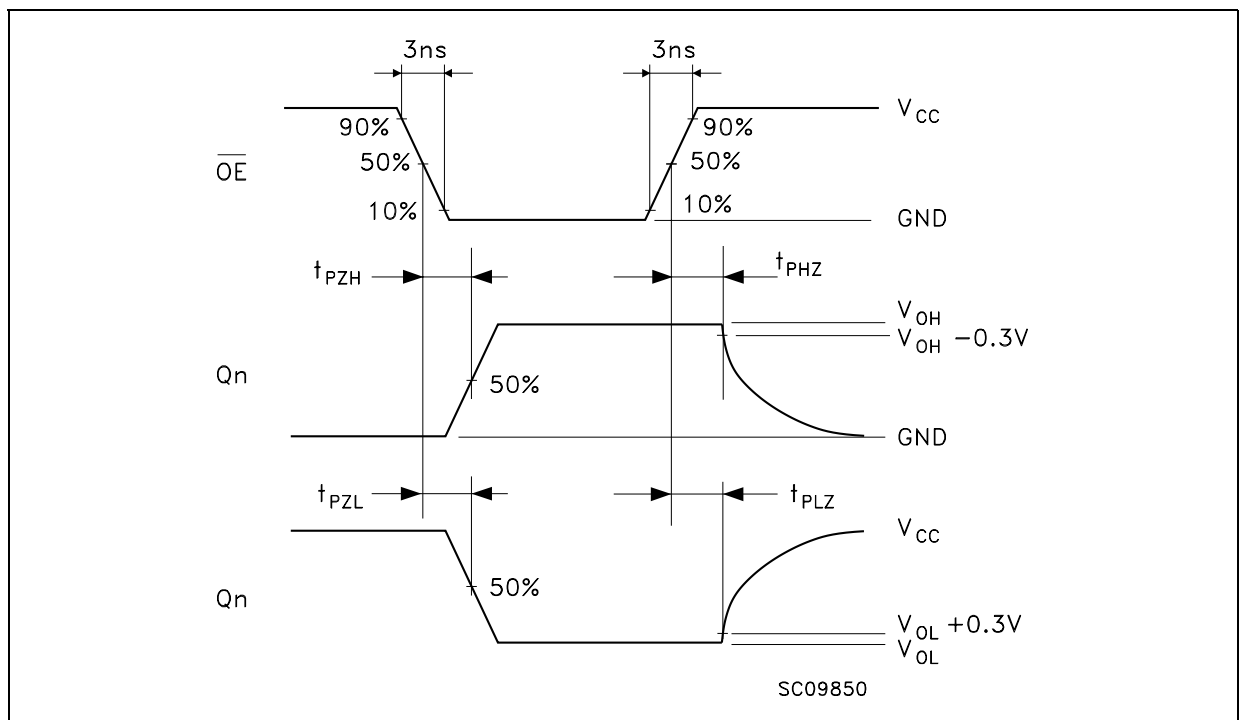 3ns 3ns
V_CC
90% 90%
O̅E̅ 50% 50%
10% 10%
GND
t_PZH t_PHZ
V_OH
V_OH −0.3V
Qn 50%
GND
t_PZL t_PLZ
V_CC
Qn 50%
V_OL +0.3V
V_OL
SC09850